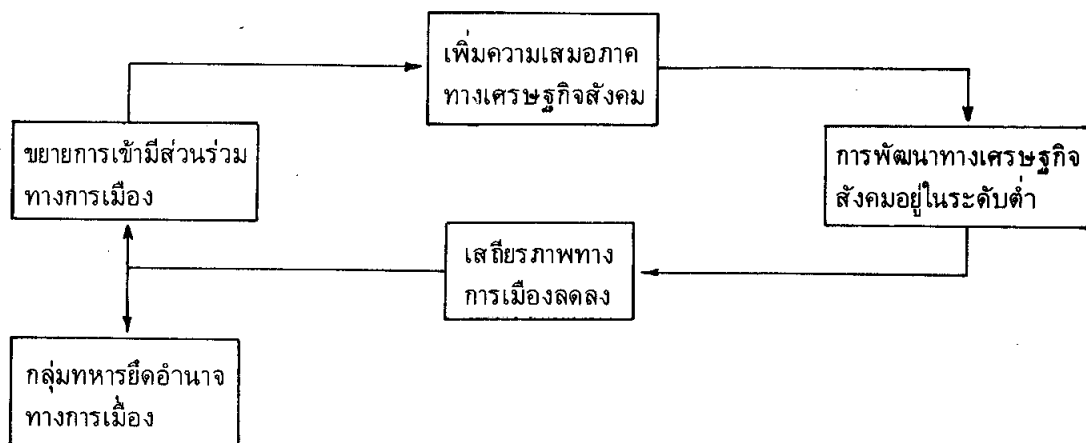 เพิ่มความเสมอภาค
ทางเศรษฐกิจสังคม
ขยายการเข้ามีส่วนร่วม
ทางการเมือง
การพัฒนาทางเศรษฐกิจ
สังคมอยู่ในระดับต่ำ
เสถียรภาพทาง
การเมืองลดลง
กลุ่มทหารยึดอำนาจ
ทางการเมือง